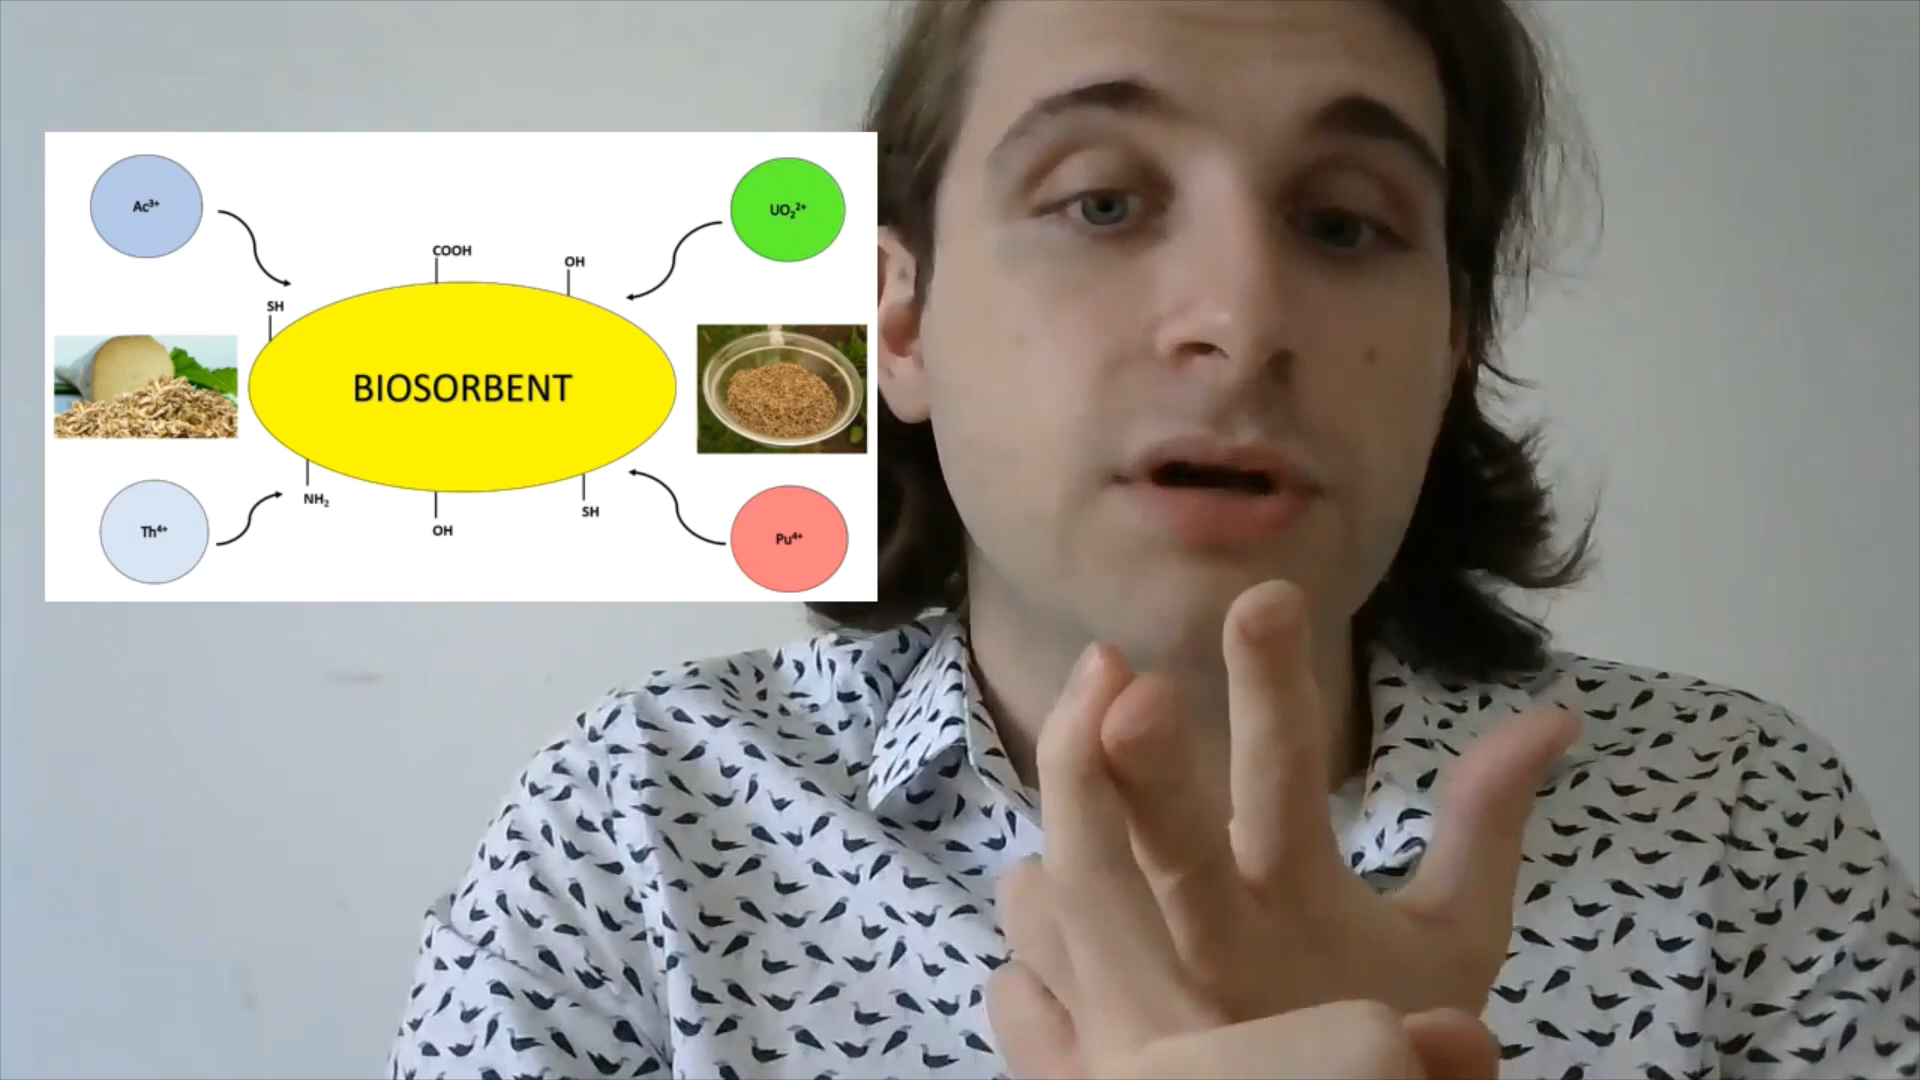 Ac³⁺
UO₂²⁺
COOH
OH
SH
BIOSORBENT
NH₂
SH
OH
Th⁴⁺
Pu⁴⁺